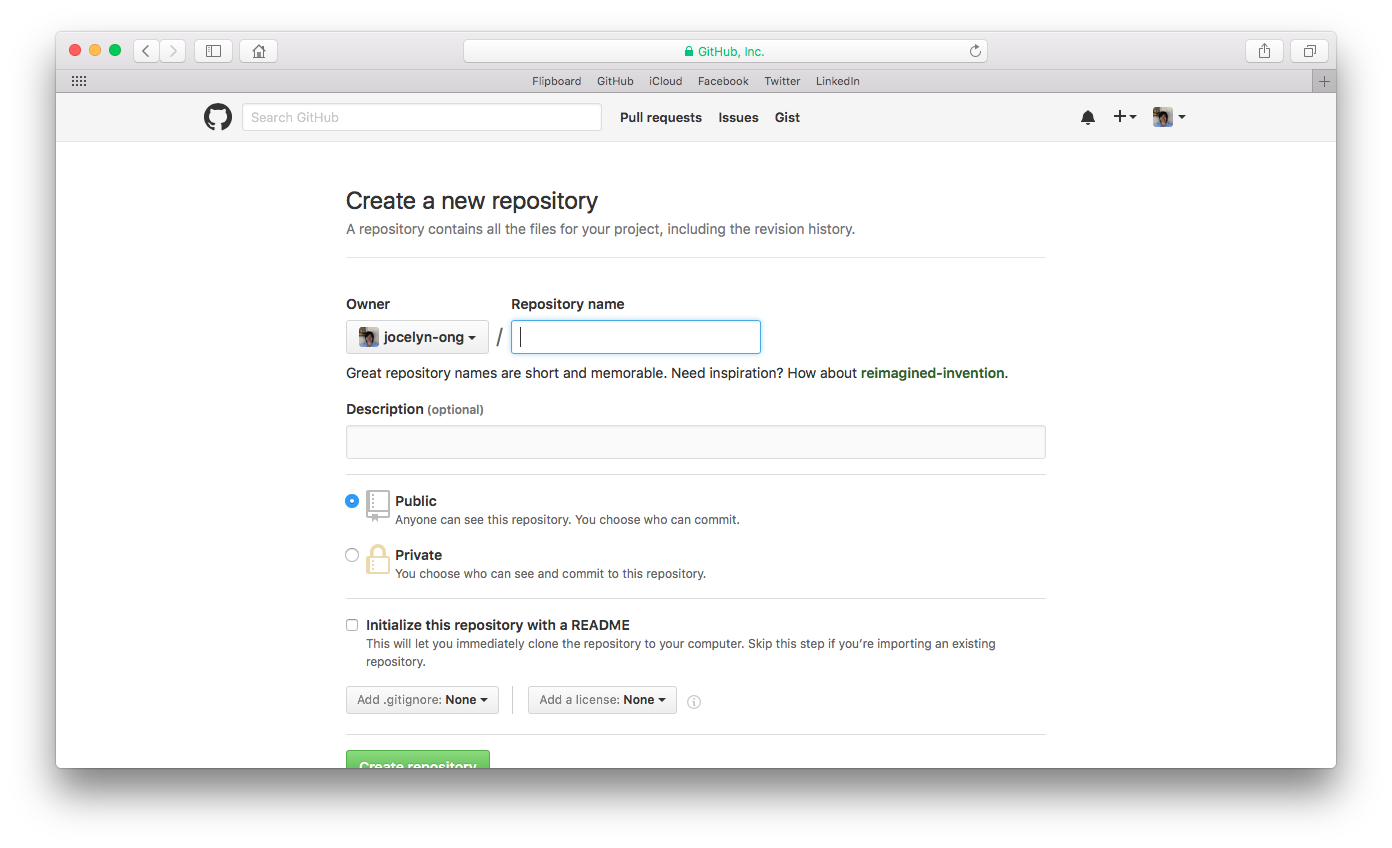 GitHub, Inc.
Flipboard GitHub iCloud Facebook Twitter LinkedIn
Search GitHub Pull requests Issues Gist
Create a new repository
A repository contains all the files for your project, including the revision history.
Owner Repository name
jocelyn-ong /
Great repository names are short and memorable. Need inspiration? How about reimagined-invention.
Description (optional)
Public
Anyone can see this repository. You choose who can commit.
Private
You choose who can see and commit to this repository.
Initialize this repository with a README
This will let you immediately clone the repository to your computer. Skip this step if you’re importing an existing
repository.
Add .gitignore: None Add a license: None
Create repository